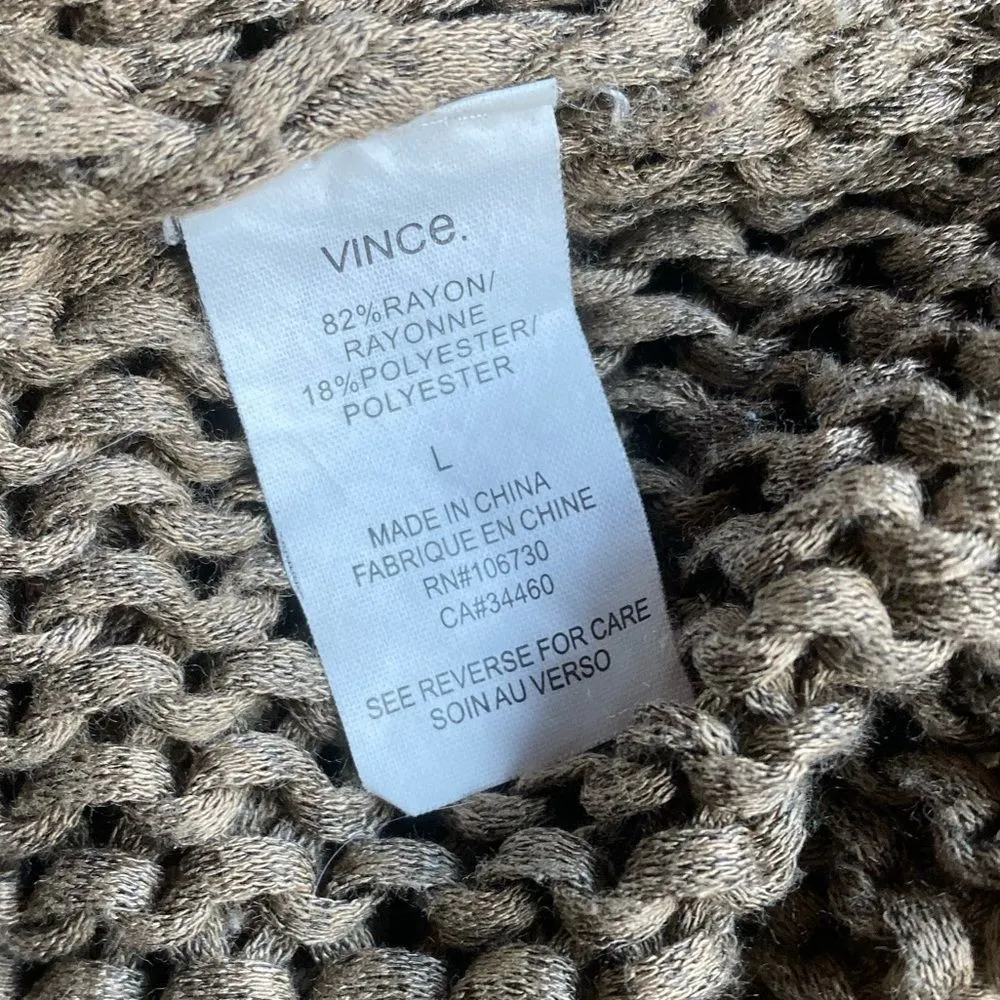 VINCe.
82%RAYON/
RAYONNE
18%POLYESTER/
POLYESTER
L
MADE IN CHINA
FABRIQUE EN CHINE
RN#106730
CA#34460
SEE REVERSE FOR CARE
SOIN AU VERSO